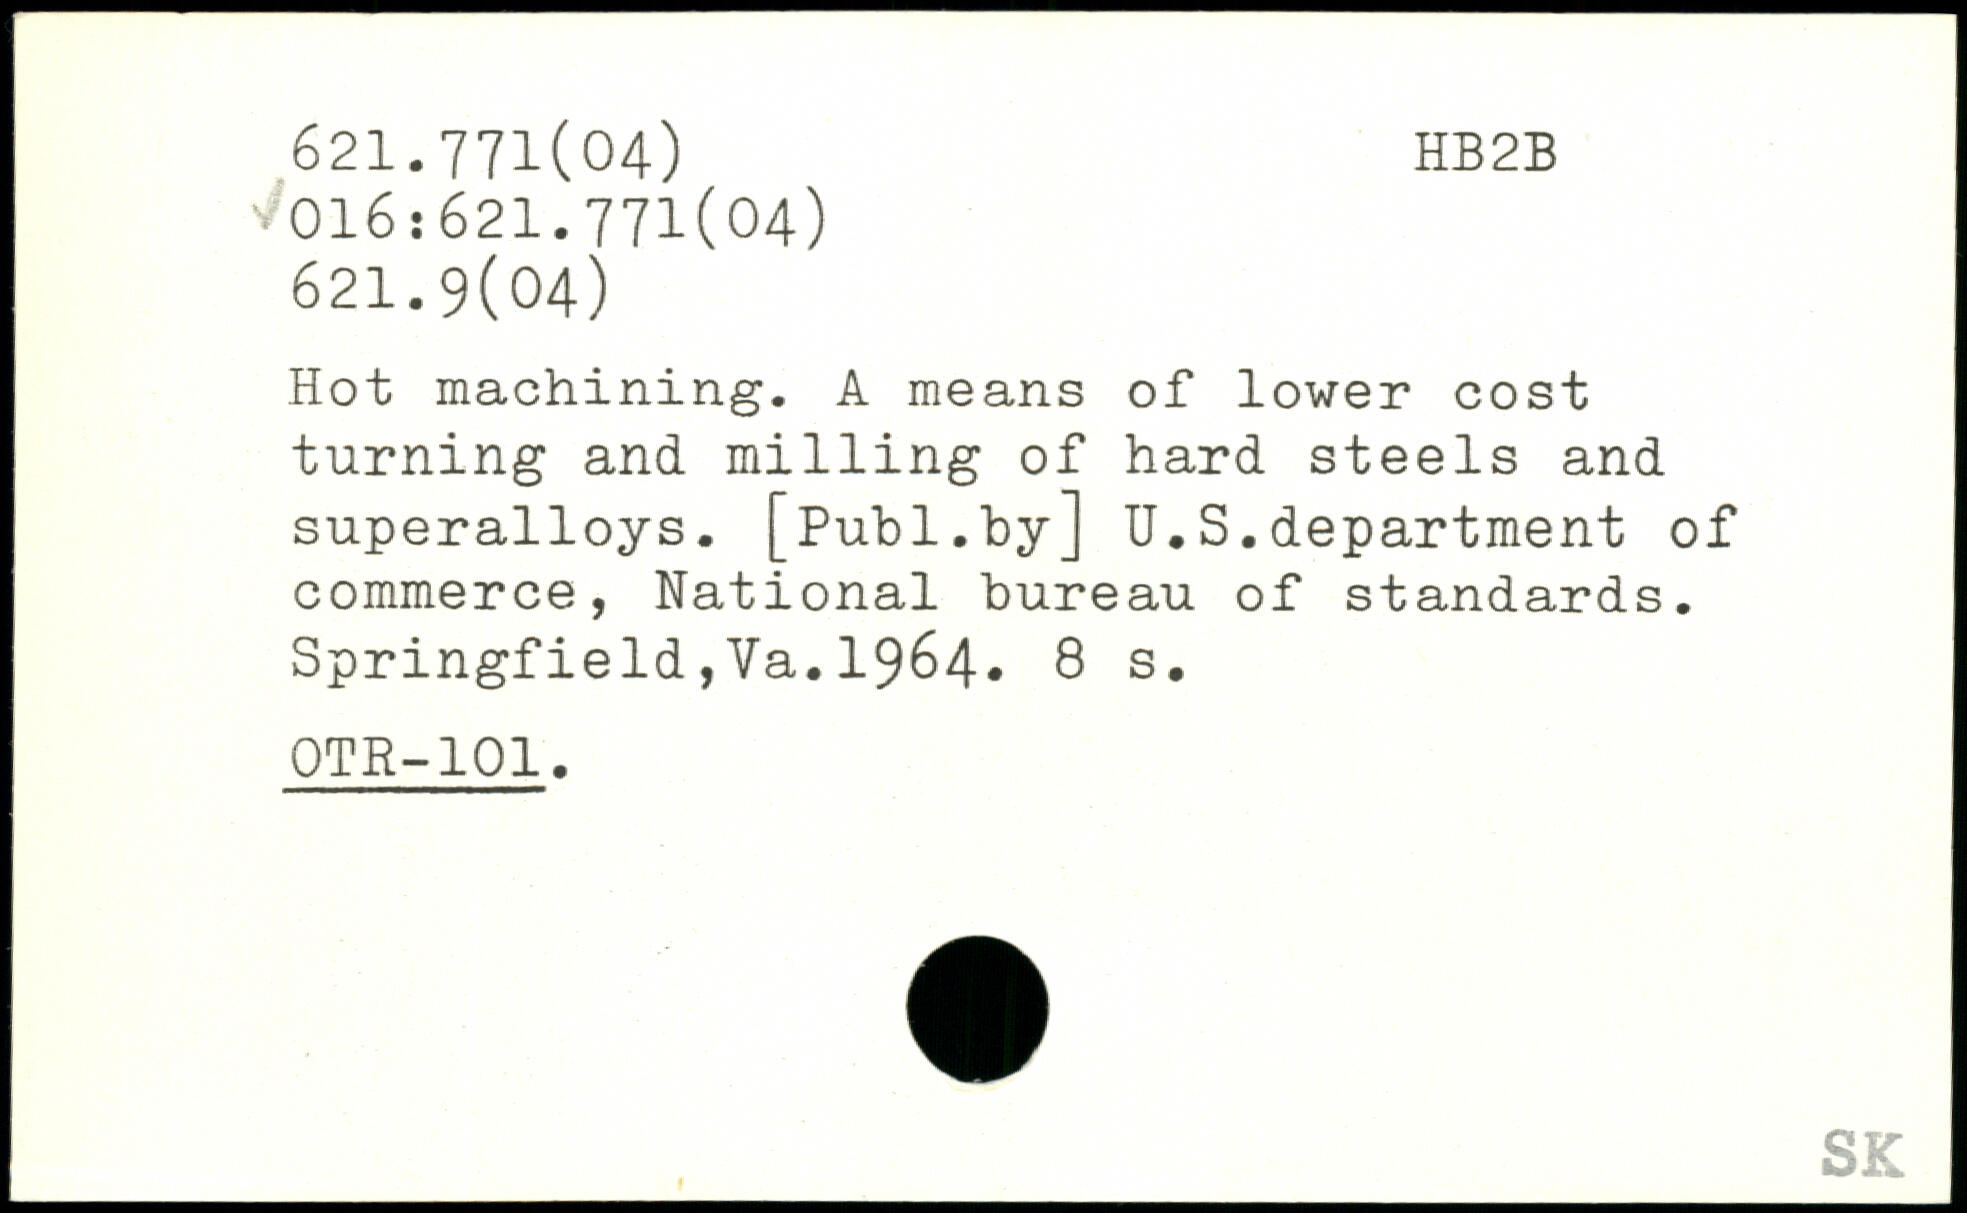 621.771(04) HB2B
016:621.771(04)
621.9(04)
Hot machining. A means of lower cost
turning and milling of hard steels and
superalloys. [Publ.by] U.S.department of
commerce, National bureau of standards.
Springfield,Va.1964. 8 s.
OTR-101.
SK